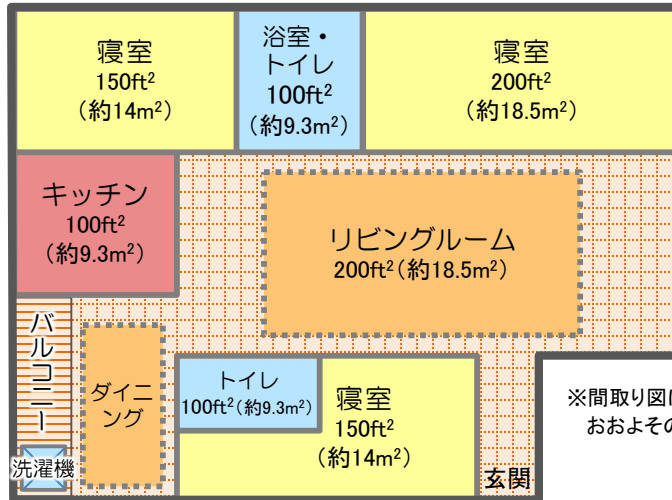 寝室
150ft²
(約14m²)
浴室・
トイレ
100ft²
(約9.3m²)
寝室
200ft²
(約18.5m²)
キッチン
100ft²
(約9.3m²)
リビングルーム
200ft²(約18.5m²)
バルコニー
ダイニ
ング
トイレ
100ft²(約9.3m²)
寝室
150ft²
(約14m²)
洗濯機
玄関
※間取り図
おおよその